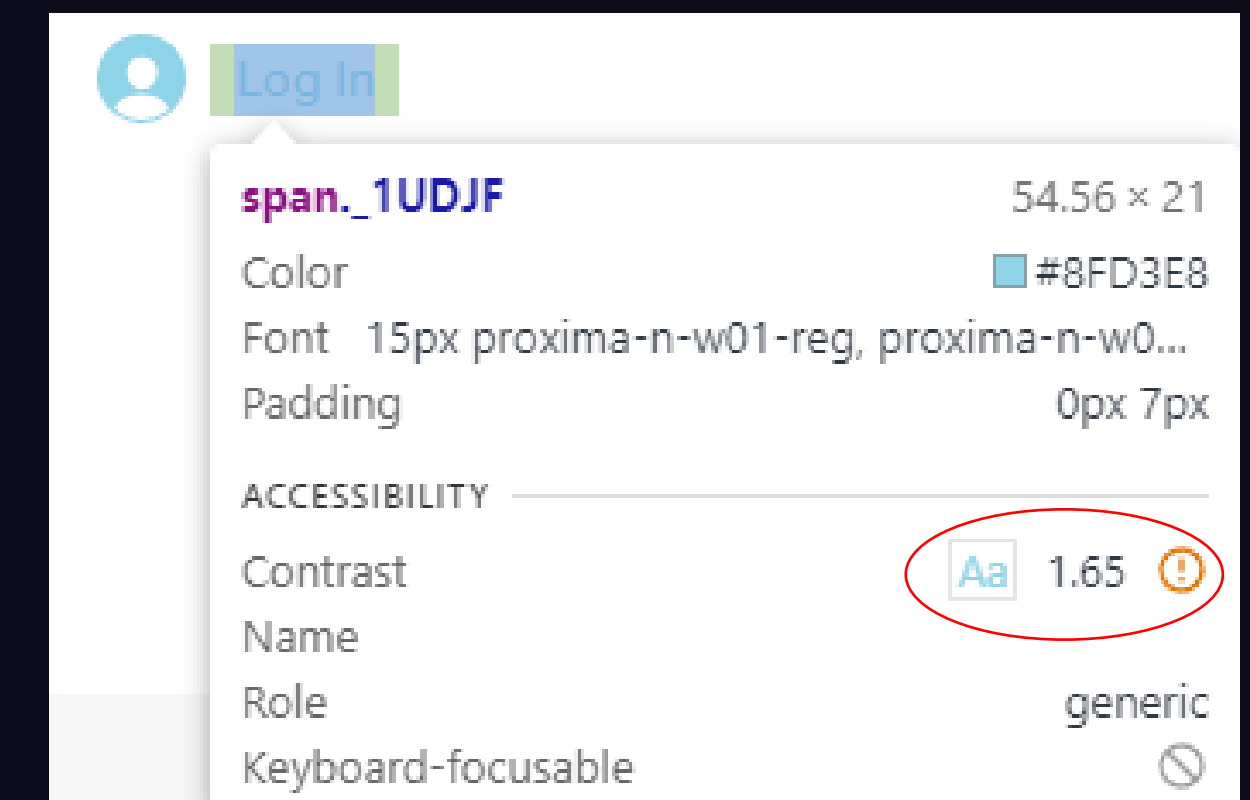 Log In
span._1UDJF 54.56 × 21
Color #8FD3E8
Font 15px proxima-n-w01-reg, proxima-n-w0...
Padding 0px 7px
ACCESSIBILITY
Contrast Aa 1.65
Name
Role generic
Keyboard-focusable